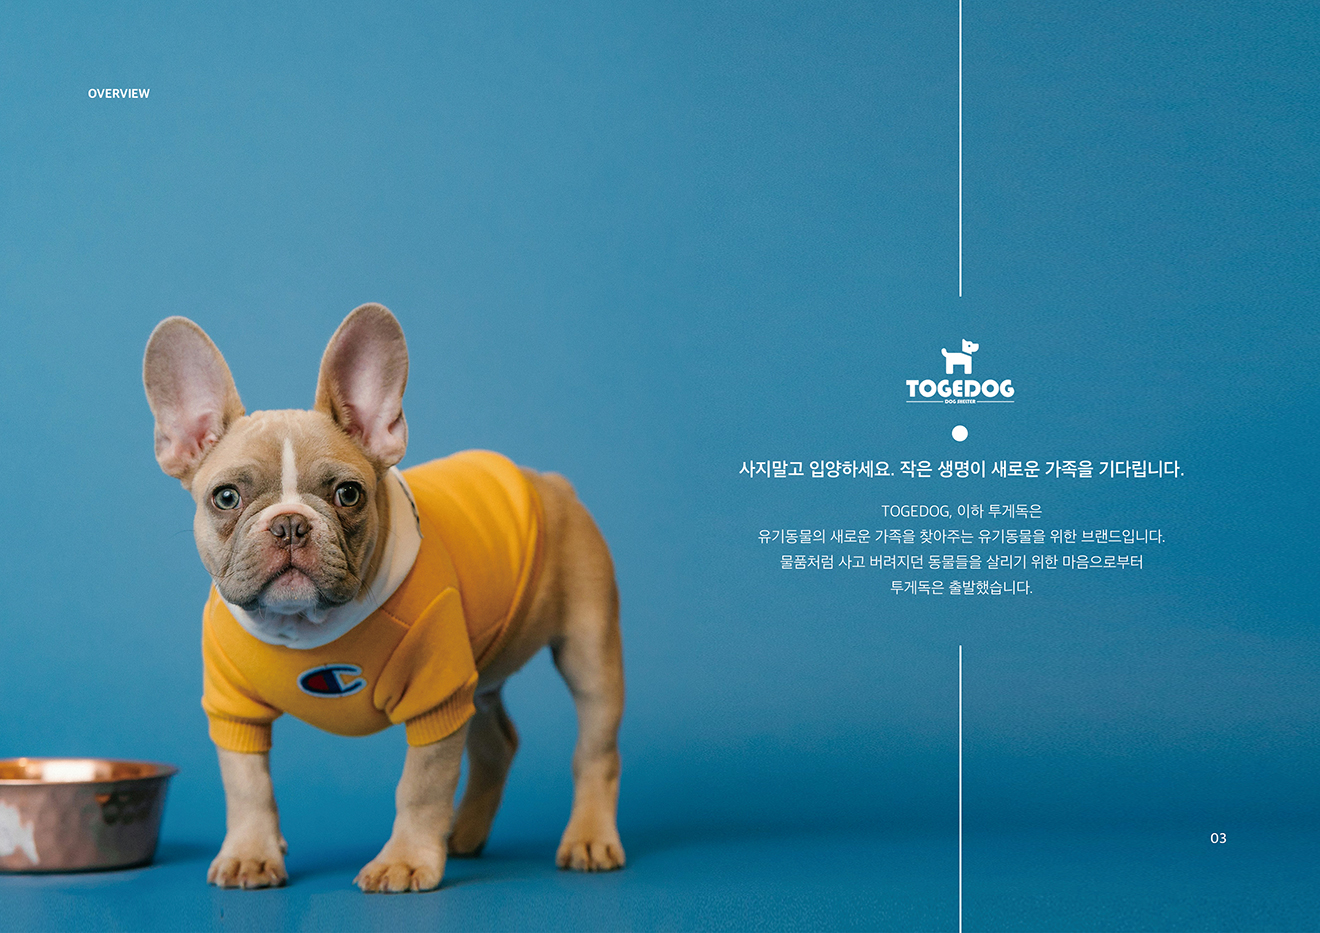 OVERVIEW
TOGEDOG
DOG SHELTER
사지말고 입양하세요. 작은 생명이 새로운 가족을 기다립니다.
TOGEDOG, 이하 투게독은
유기동물의 새로운 가족을 찾아주는 유기동물을 위한 브랜드입니다.
물품처럼 사고 버려지던 동물들을 살리기 위한 마음으로부터
투게독은 출발했습니다.
03